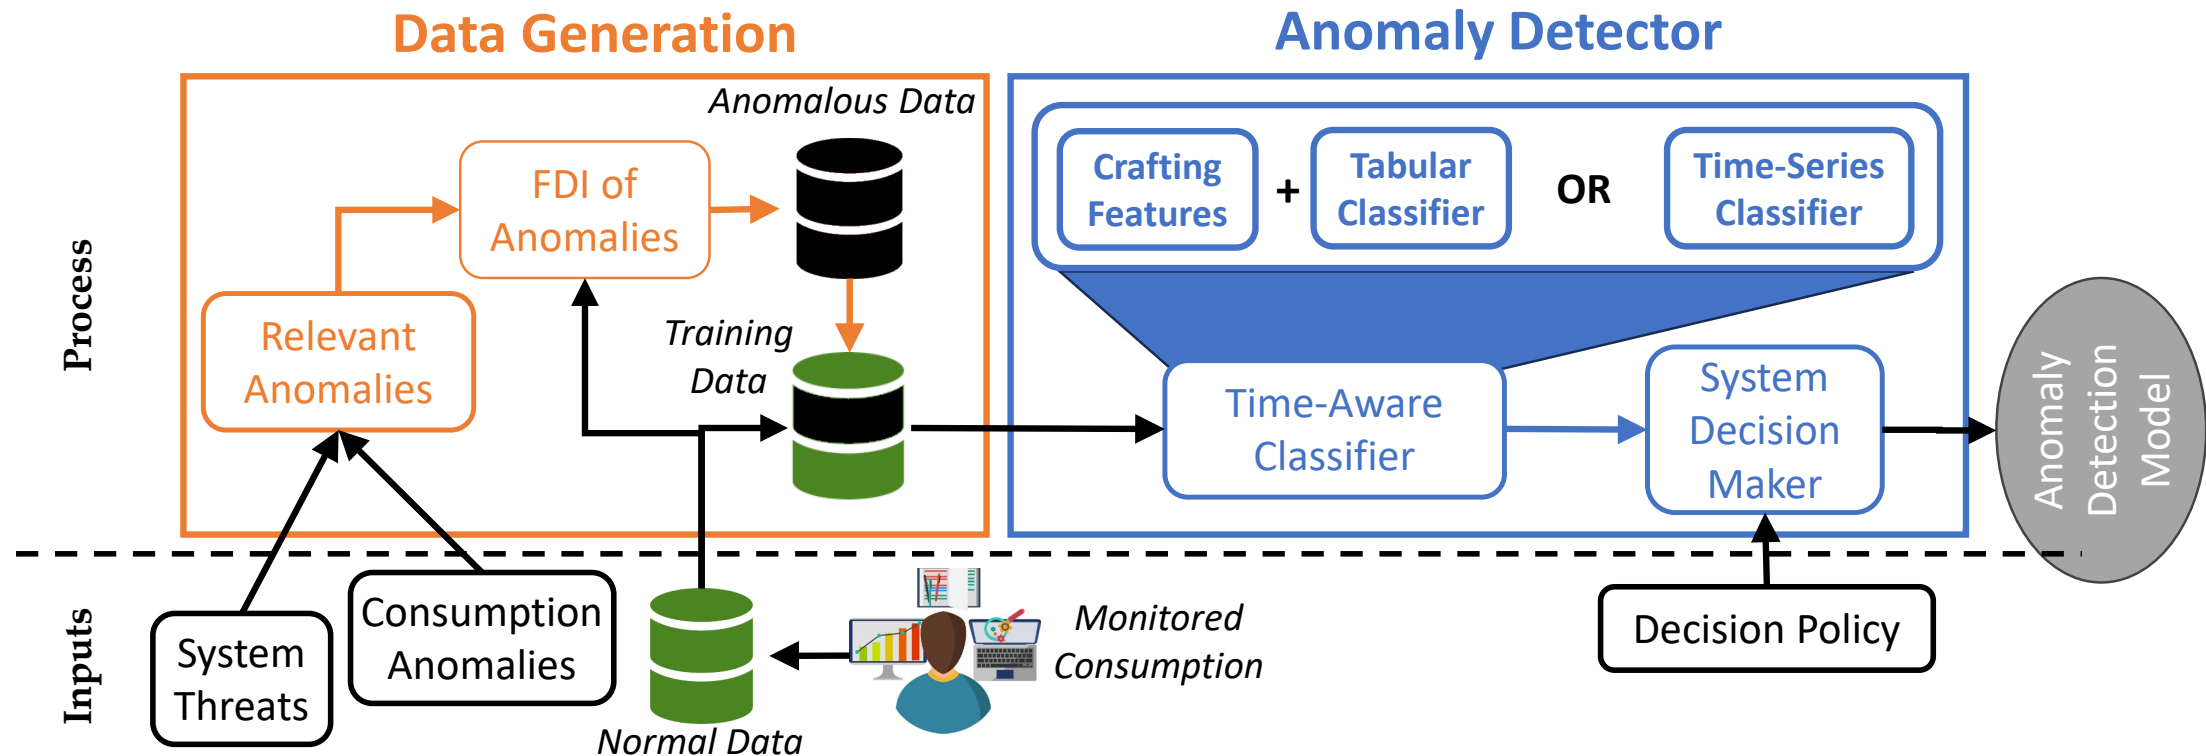 Data Generation
Anomaly Detector
Process
Anomalous Data
FDI of
Anomalies
Relevant
Anomalies
Training
Data
Crafting
Features
+
Tabular
Classifier
OR
Time-Series
Classifier
Time-Aware
Classifier
System
Decision
Maker
Anomaly
Detection
Model
Inputs
System
Threats
Consumption
Anomalies
Normal Data
Monitored
Consumption
Decision Policy